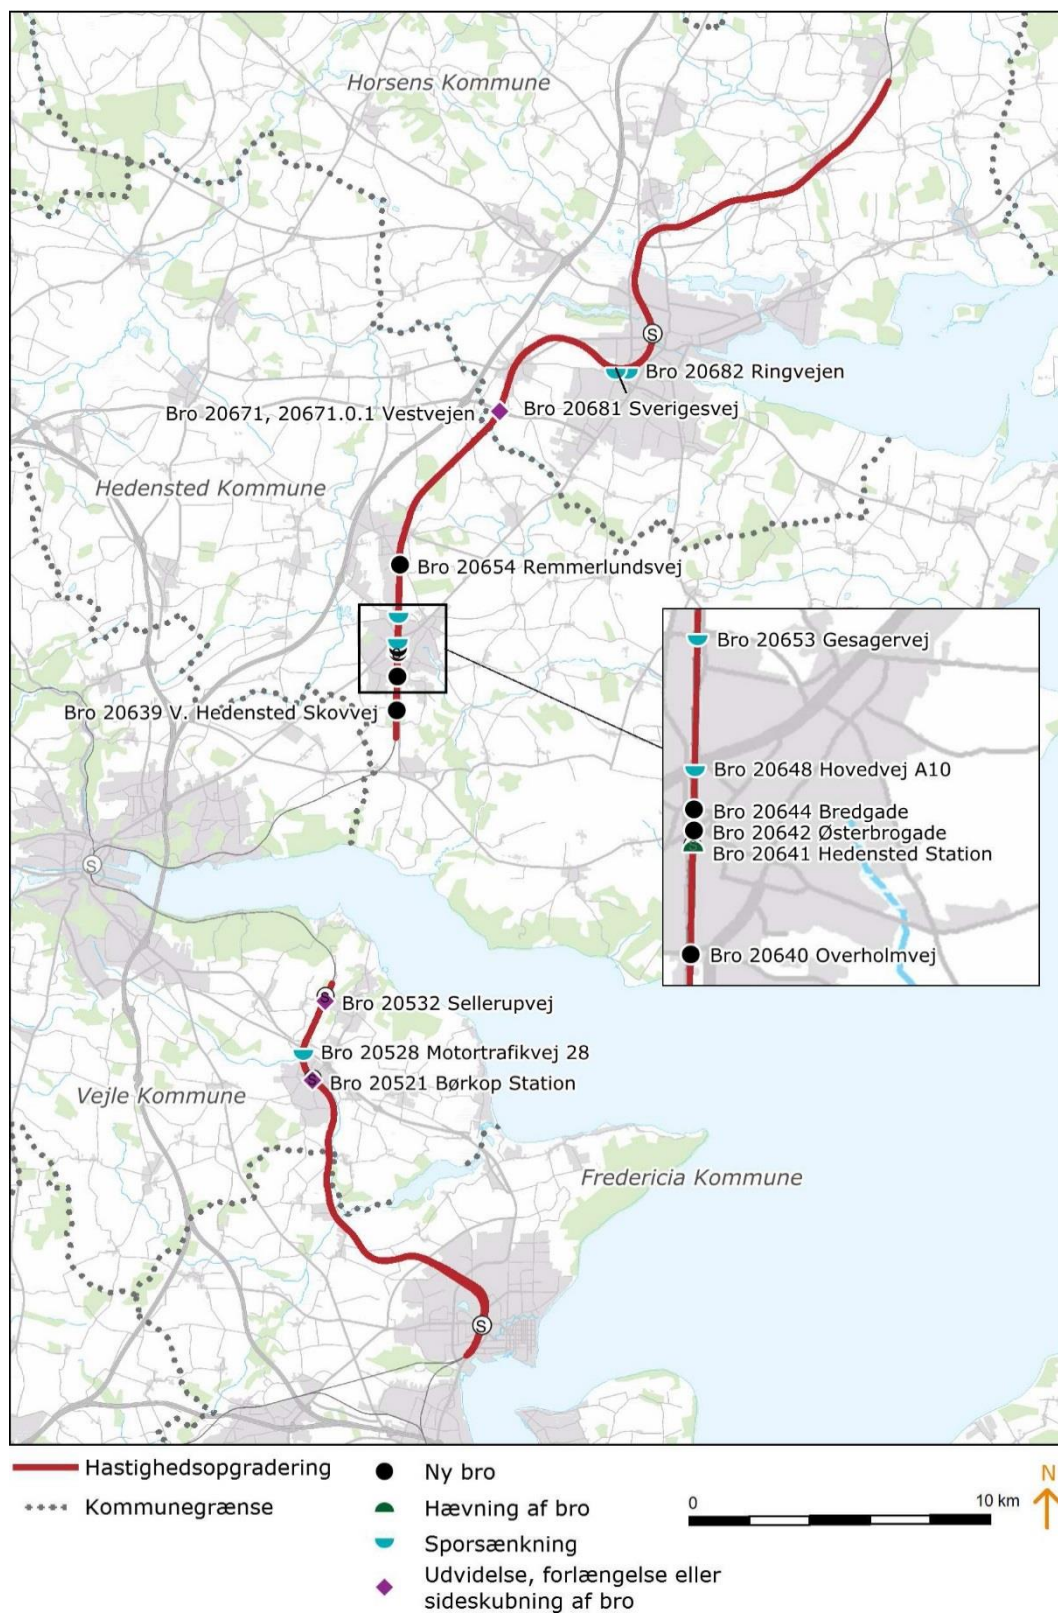 Horsens Kommune
S
Bro 20682 Ringvejen
Bro 20681 Sverigesvej
Bro 20671, 20671.0.1 Vestvejen
Hedensted Kommune
Bro 20654 Remmerlundsvej
Bro 20653 Gesagervej
Bro 20639 V. Hedensted Skovvej
Bro 20648 Hovedvej A10
Bro 20644 Bredgade
Bro 20642 Østerbrogade
Bro 20641 Hedensted Station
S
Bro 20640 Overholmvej
S
Bro 20532 Sellerupvej
Bro 20528 Motortrafikvej 28
S
Bro 20521 Børkop Station
Vejle Kommune
Fredericia Kommune
S
Hastighedsopgradering
Kommunegrænse
Ny bro
Hævning af bro
Sporsænkning
Udvidelse, forlængelse eller
sideskubning af bro
0
10 km
N